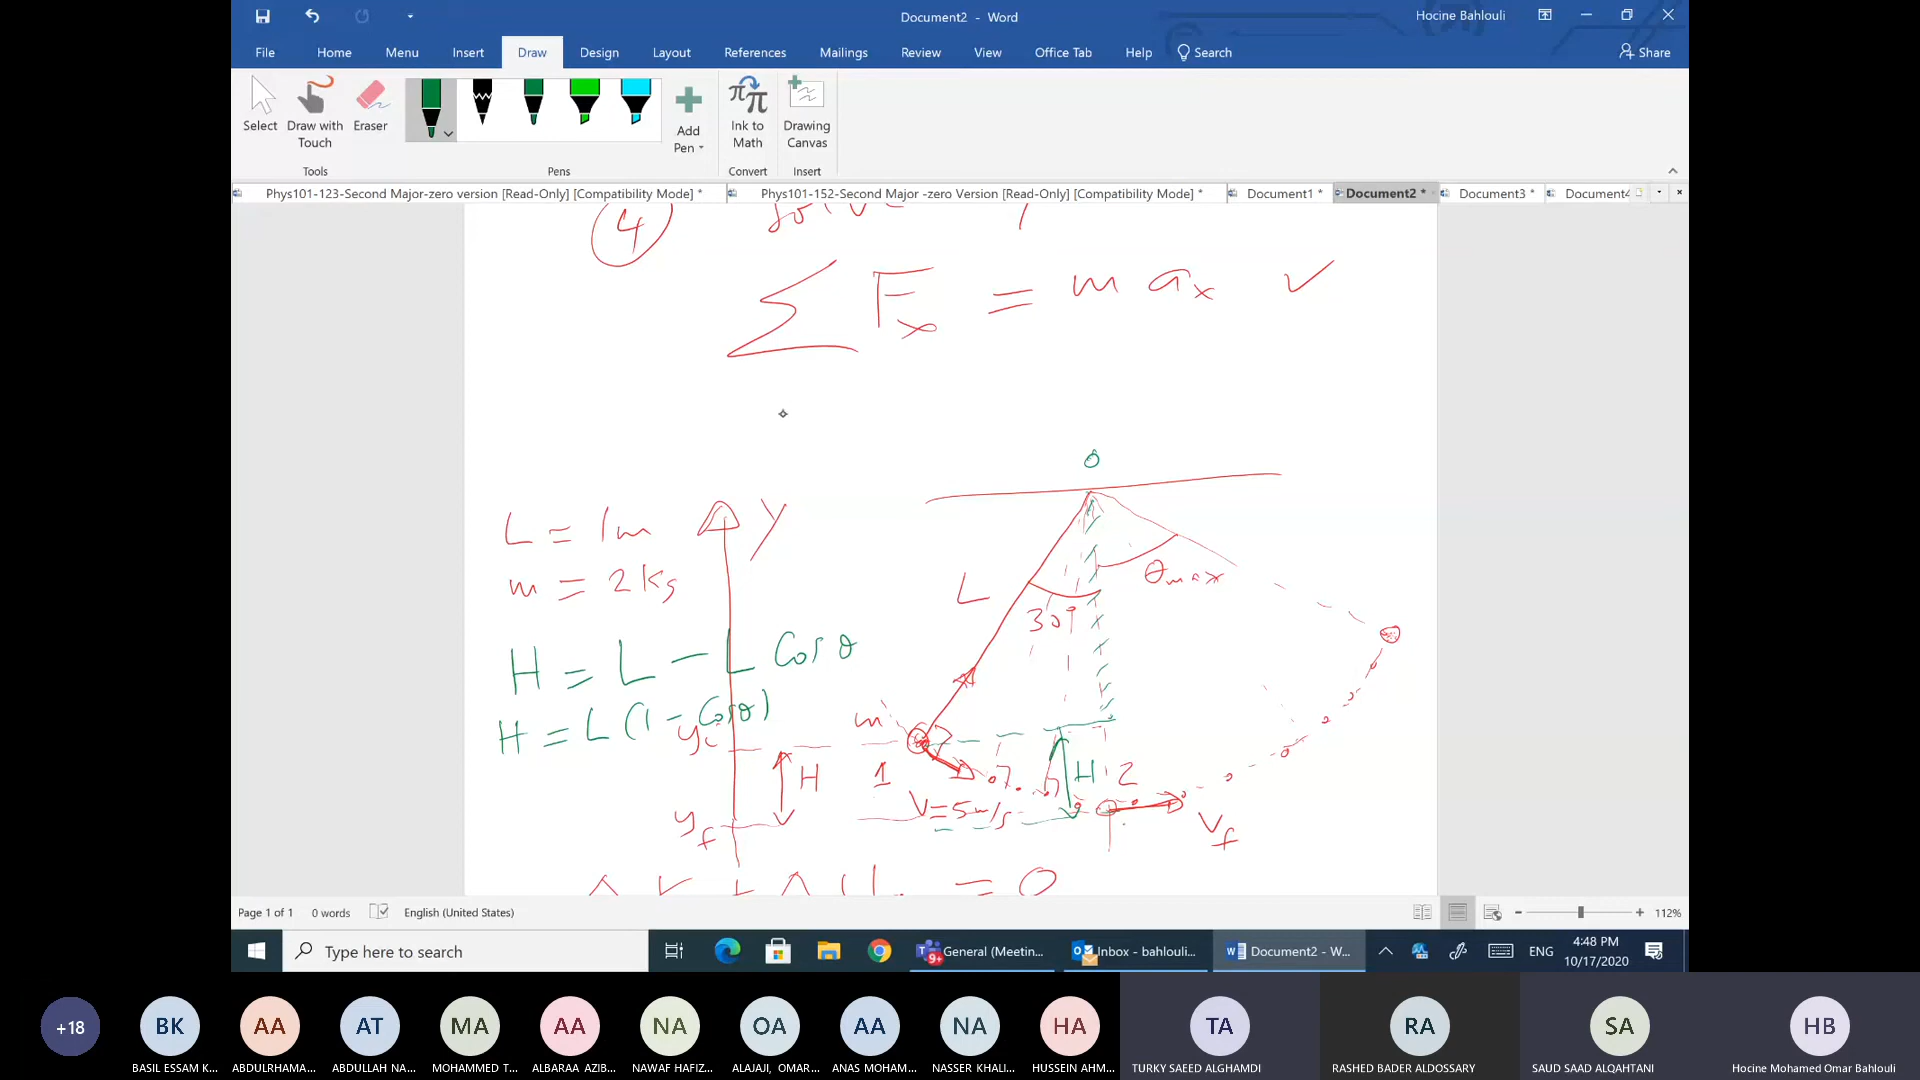 Document2 - Word
Hocine Bahlouli
File Home Menu Insert Draw Design Layout References Mailings Review View Office Tab Help Search Share
Select
Draw with Touch
Eraser
Add Pen
Ink to Math
Drawing Canvas
Tools
Pens
Convert
Insert
Phys101-123-Second Major-zero version [Read-Only] [Compatibility Mode] *
Phys101-152-Second Major -zero Version [Read-Only] [Compatibility Mode] *
Document1 *
Document2 *
Document3 *
Document4
4
∑ Fx = m ax ✓
O
L = 1m
y
m = 2 Kg
L
θmax
30°
H = L - L Cos θ
H = L (1 - Cosθ)
yi
m
H
1
H
2
V = 5 m/s
yf
Vf
Δ K + Δ U = 0
Page 1 of 1
0 words
English (United States)
112%
Type here to search
9+
General (Meetin...
Inbox - bahlouli...
Document2 - W...
ENG
4:48 PM
10/17/2020
+18
BK
AA
AT
MA
AA
NA
OA
AA
NA
HA
TA
RA
SA
HB
BASIL ESSAM K...
ABDULRHAMA...
ABDULLAH NA...
MOHAMMED T...
ALBARAA AZIB...
NAWAF HAFIZ...
ALAJAJI, OMAR...
ANAS MOHAM...
NASSER KHALI...
HUSSEIN AHM...
TURKY SAEED ALGHAMDI
RASHED BADER ALDOSSARY
SAUD SAAD ALQAHTANI
Hocine Mohamed Omar Bahlouli